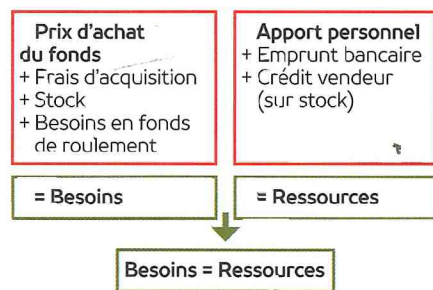 Prix d'achat
du fonds
+ Frais d'acquisition
+ Stock
+ Besoins en fonds
de roulement
= Besoins
Apport personnel
+ Emprunt bancaire
+ Crédit vendeur
(sur stock)
= Ressources
Besoins = Ressources